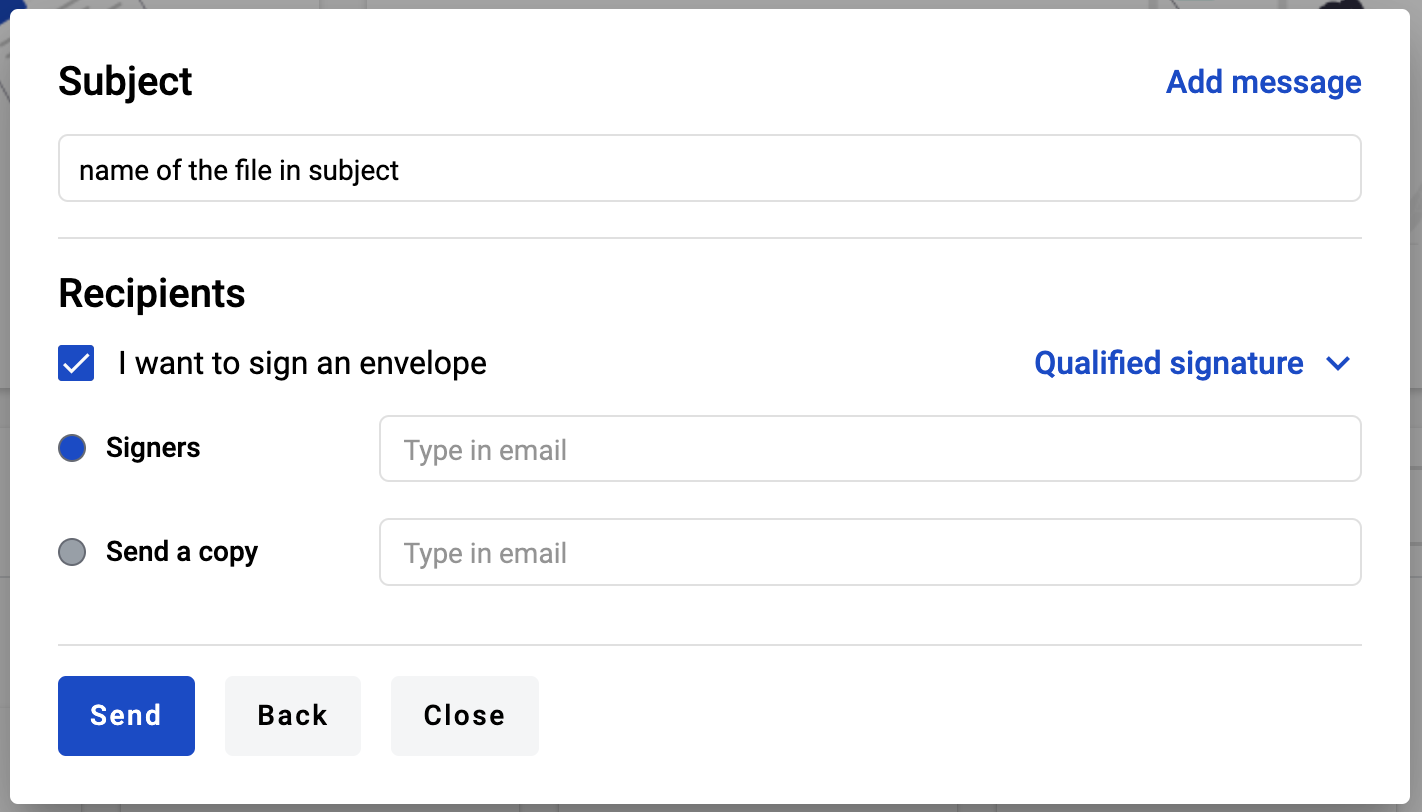 Subject
Add message
name of the file in subject
Recipients
I want to sign an envelope
Qualified signature
Signers
Type in email
Send a copy
Type in email
Send
Back
Close